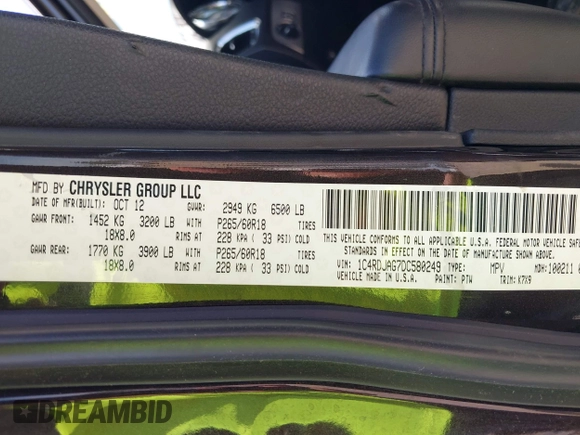 MFD BY CHRYSLER GROUP LLC
DATE OF MFR(BUILT): OCT 12 GVWR: 2949 KG 6500 LB
GAWR FRONT: 1452 KG 3200 LB WITH P265/60R18 TIRES
18X8.0 RIMS AT 228 KPA ( 33 PSI) COLD
GAWR REAR: 1770 KG 3900 LB WITH P265/60R18 TIRES
18X8.0 RIMS AT 228 KPA ( 33 PSI) COLD
THIS VEHICLE CONFORMS TO ALL APPLICABLE U.S.A. FEDERAL MOTOR VEHICLE
STANDARDS IN EFFECT ON THE DATE OF MANUFACTURE SHOWN ABOVE.
VIN: 1C4RDJAG7DC580249 TYPE: MPV MDH: 100211
VEHICLE MADE IN U.S.A. PAINT: PTW TRIM: K7X9
DREAMBID